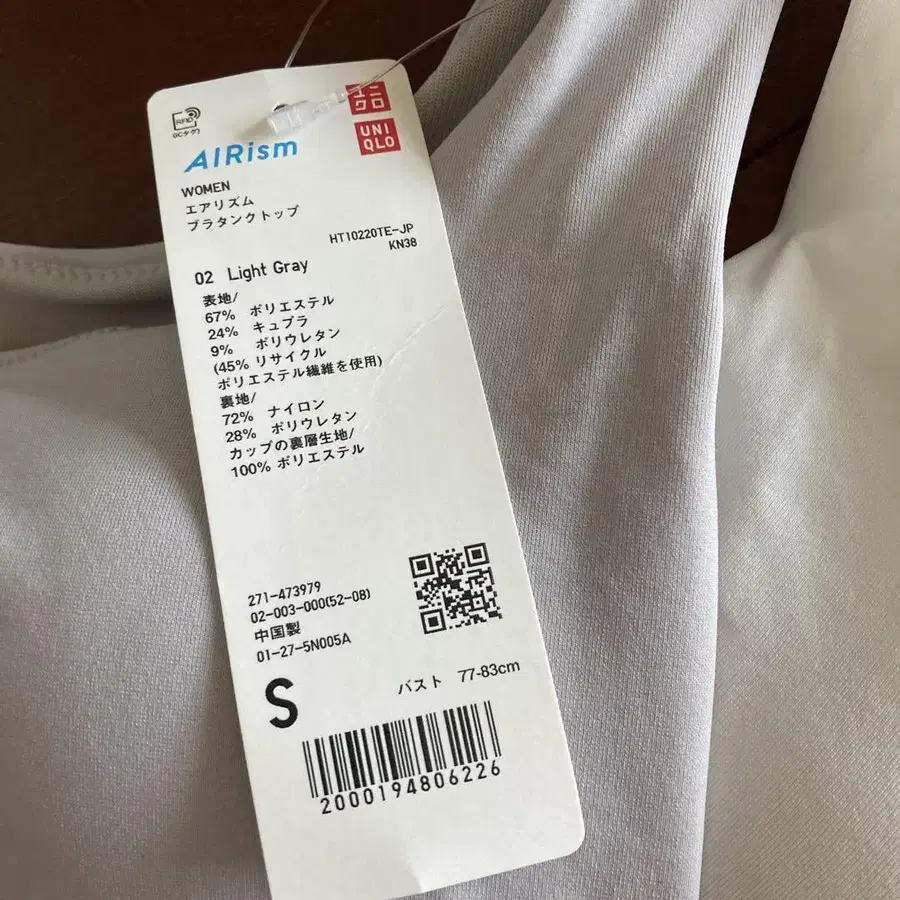 RFID
(ICタグ)
ユニ
クロ
UNI
QLO
AIRism
WOMEN
エアリズム
ブラタンクトップ
HT10220TE-JP
KN38
02 Light Gray
表地/
67% ポリエステル
24% キュプラ
9% ポリウレタン
(45% リサイクル
ポリエステル繊維を使用)
裏地/
72% ナイロン
28% ポリウレタン
カップの裏層生地/
100% ポリエステル
271-473979
02-003-000(52-08)
中国製
01-27-5N005A
S
バスト 77-83cm
2000194806226